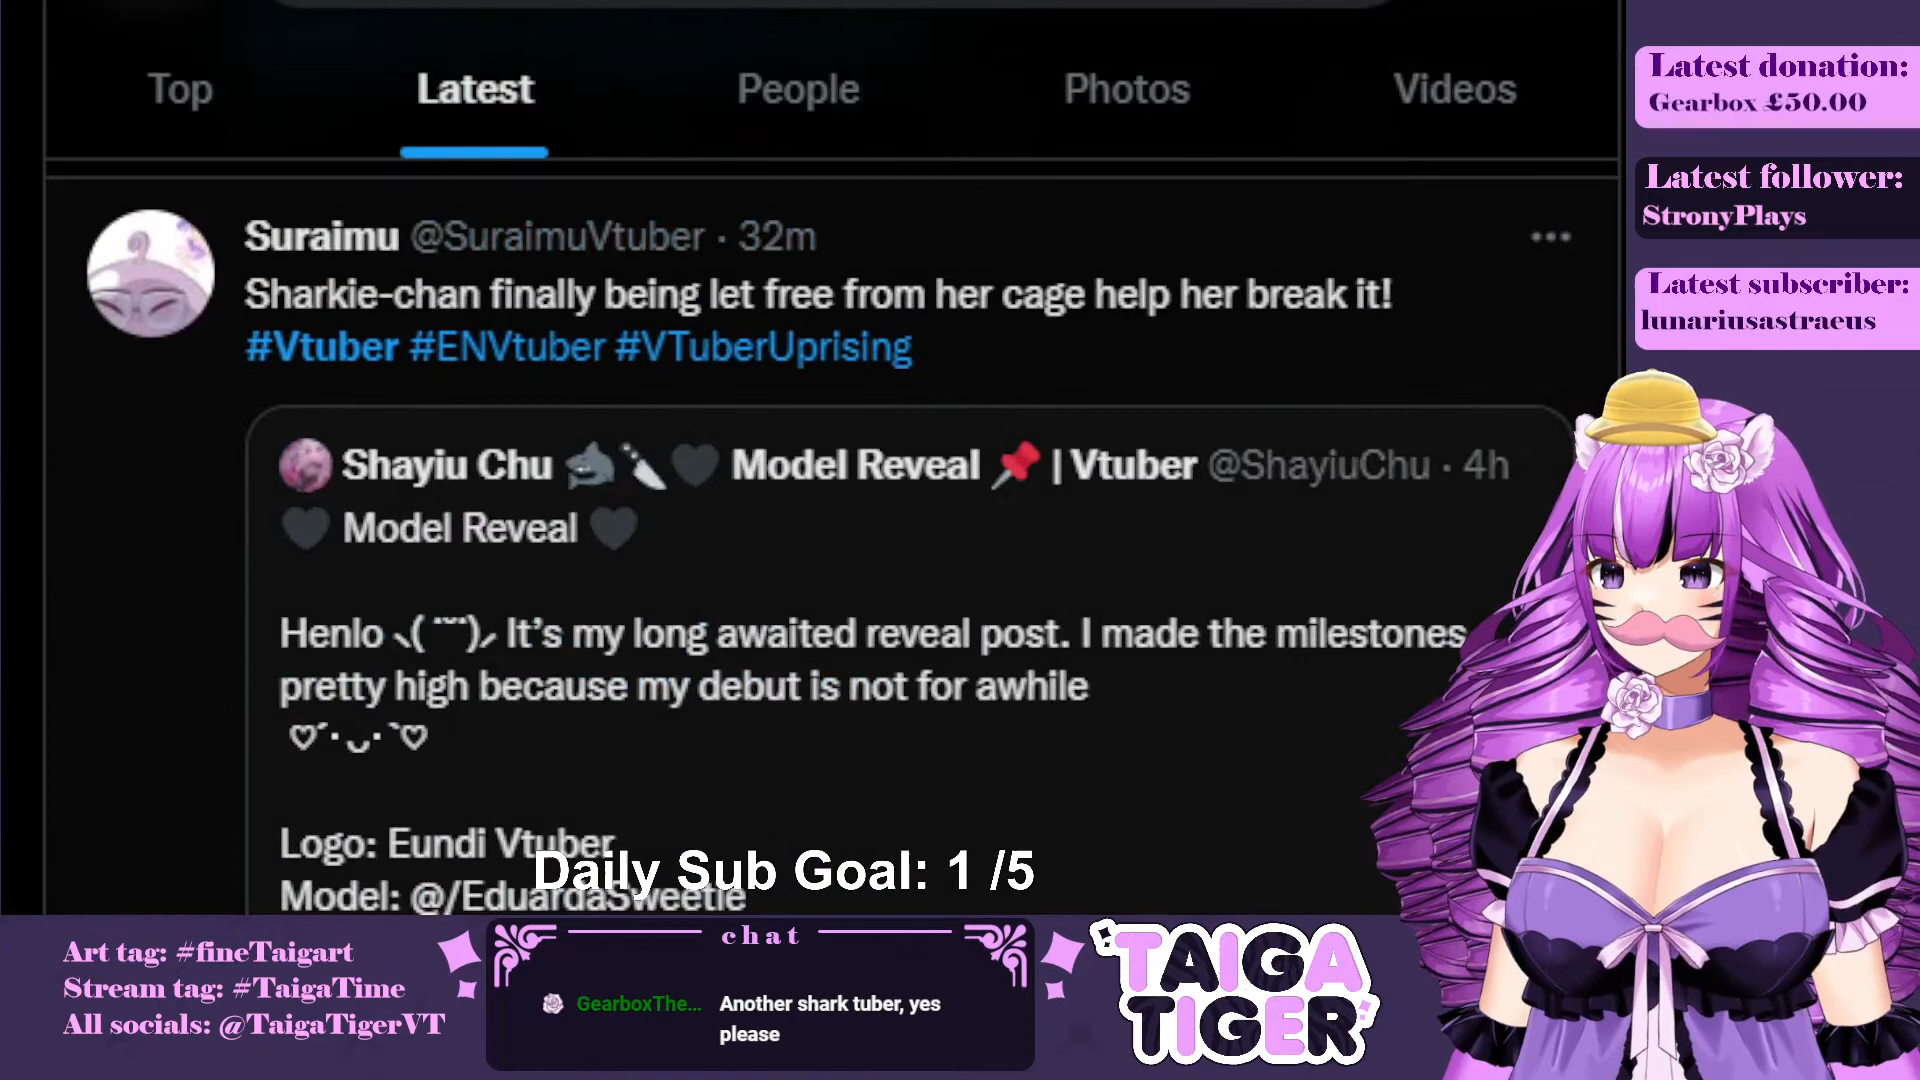 Top Latest People Photos Videos
Suraimu @SuraimuVtuber · 32m
Sharkie-chan finally being let free from her cage help her break it!
#Vtuber #ENVtuber #VTuberUprising
Shayiu Chu 🦈🔪🖤 Model Reveal 📌 | Vtuber @ShayiuChu · 4h
🖤 Model Reveal 🖤
Henlo ⸜( ˙˘˙)⸝ It’s my long awaited reveal post. I made the milestones
pretty high because my debut is not for awhile
♡´･ᴗ･`♡
Logo: Eundi Vtuber
Model: @/EduardaSweetie
Daily Sub Goal: 1 /5
Latest donation:
Gearbox £50.00
Latest follower:
StronyPlays
Latest subscriber:
lunariusastraeus
Art tag: #fineTaigart
Stream tag: #TaigaTime
All socials: @TaigaTigerVT
chat
GearboxThe... Another shark tuber, yes
please
TAIGA
TIGER